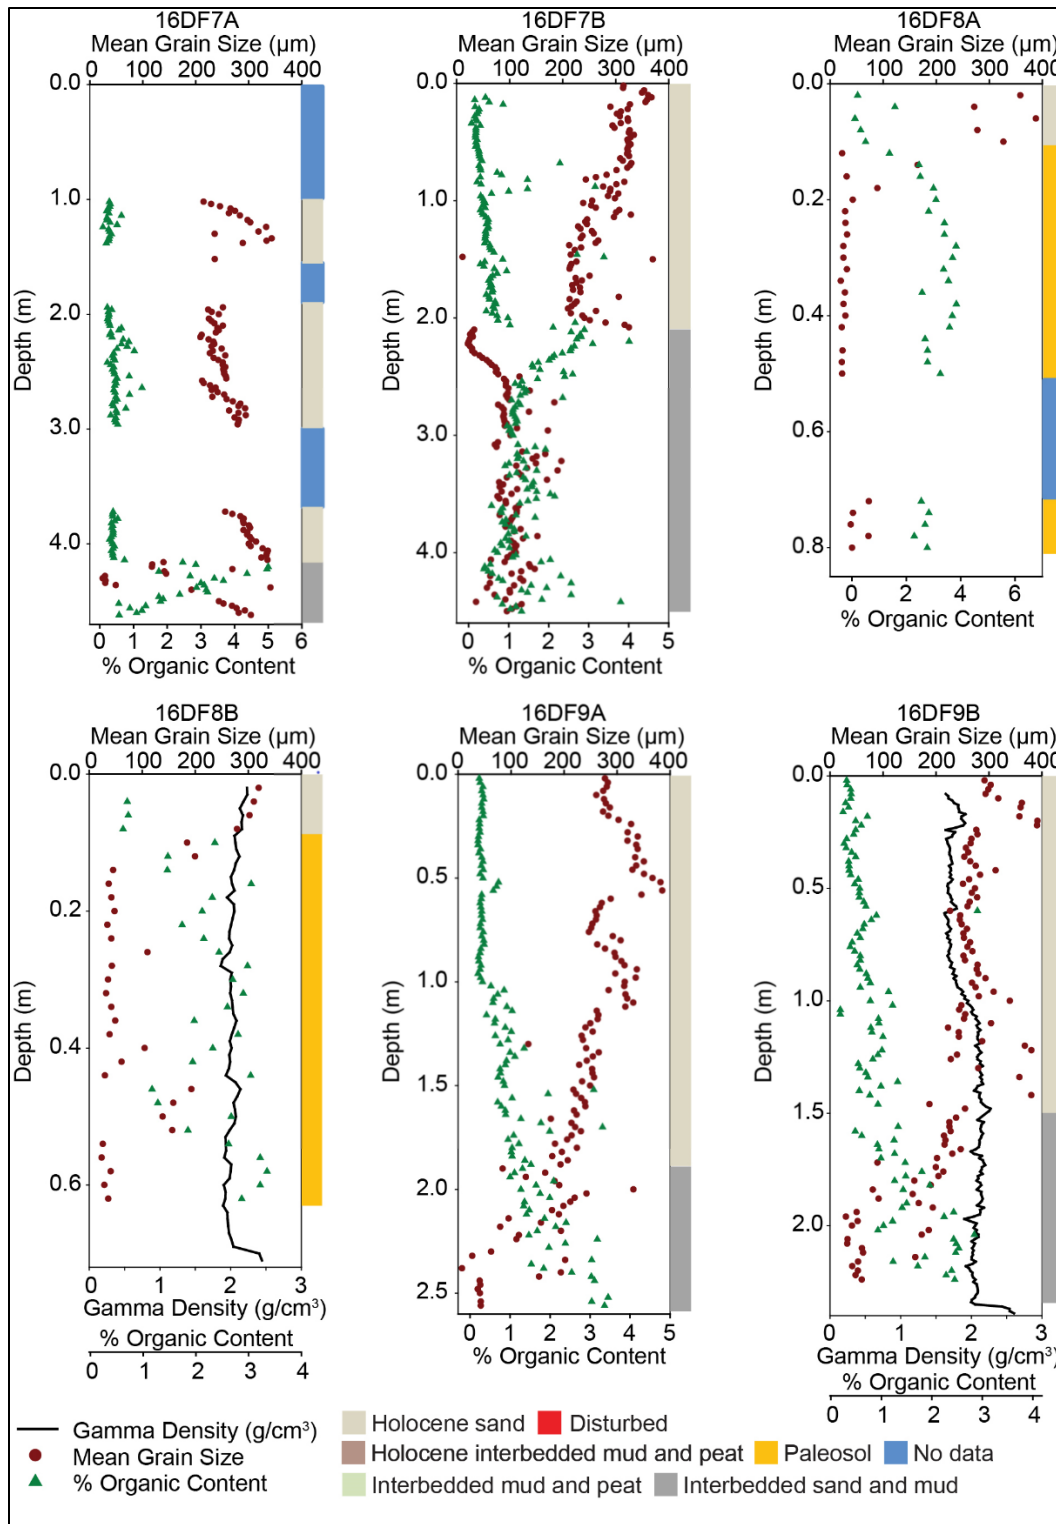 16DF7A
Mean Grain Size (µm)
0 100 200 300 400
0.0
1.0
2.0
3.0
4.0
Depth (m)
0 1 2 3 4 5 6
% Organic Content
16DF7B
Mean Grain Size (µm)
0 100 200 300 400
0.0
1.0
2.0
3.0
4.0
Depth (m)
0 1 2 3 4 5
% Organic Content
16DF8A
Mean Grain Size (µm)
0 100 200 300 400
0.0
0.2
0.4
0.6
0.8
Depth (m)
0 2 4 6
% Organic Content
16DF8B
Mean Grain Size (µm)
0 100 200 300 400
0.0
0.2
0.4
0.6
Depth (m)
0 1 2 3
Gamma Density (g/cm³)
% Organic Content
0 1 2 3 4
16DF9A
Mean Grain Size (µm)
0 100 200 300 400
0.0
0.5
1.0
1.5
2.0
2.5
Depth (m)
0 1 2 3 4 5
% Organic Content
16DF9B
Mean Grain Size (µm)
0 100 200 300 400
0.0
0.5
1.0
1.5
2.0
Depth (m)
0 1 2 3
Gamma Density (g/cm³)
% Organic Content
0 1 2 3 4
Gamma Density (g/cm³)
Mean Grain Size
% Organic Content
Holocene sand Disturbed
Holocene interbedded mud and peat Paleosol No data
Interbedded mud and peat Interbedded sand and mud